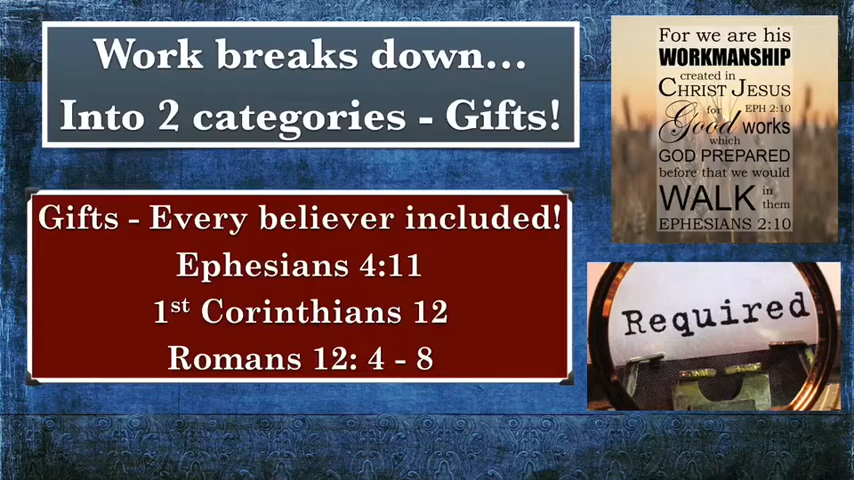 Work breaks down...
Into 2 categories - Gifts!
Gifts - Every believer included!
Ephesians 4:11
1st Corinthians 12
Romans 12: 4 - 8
For we are his
WORKMANSHIP
created in
CHRIST JESUS
for EPH 2:10
Good works
which
GOD PREPARED
before that we would
WALK in them
EPHESIANS 2:10
Required